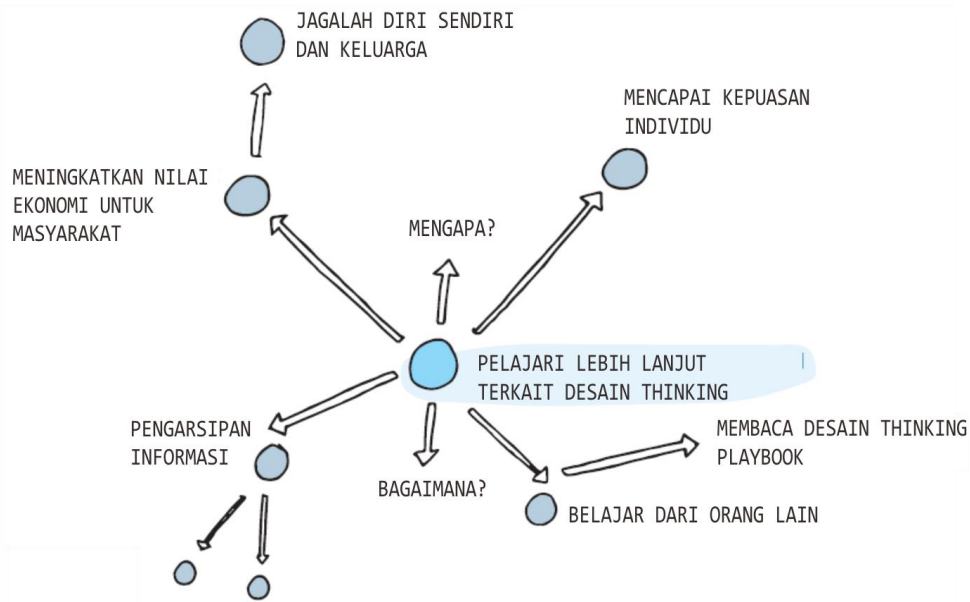 JAGALAH DIRI SENDIRI
DAN KELUARGA
MENCAPAI KEPUASAN
INDIVIDU
MENINGKATKAN NILAI
EKONOMI UNTUK
MASYARAKAT
MENGAPA?
PELAJARI LEBIH LANJUT
TERKAIT DESAIN THINKING
PENGARSIPAN
INFORMASI
MEMBACA DESAIN THINKING
PLAYBOOK
BAGAIMANA?
BELAJAR DARI ORANG LAIN